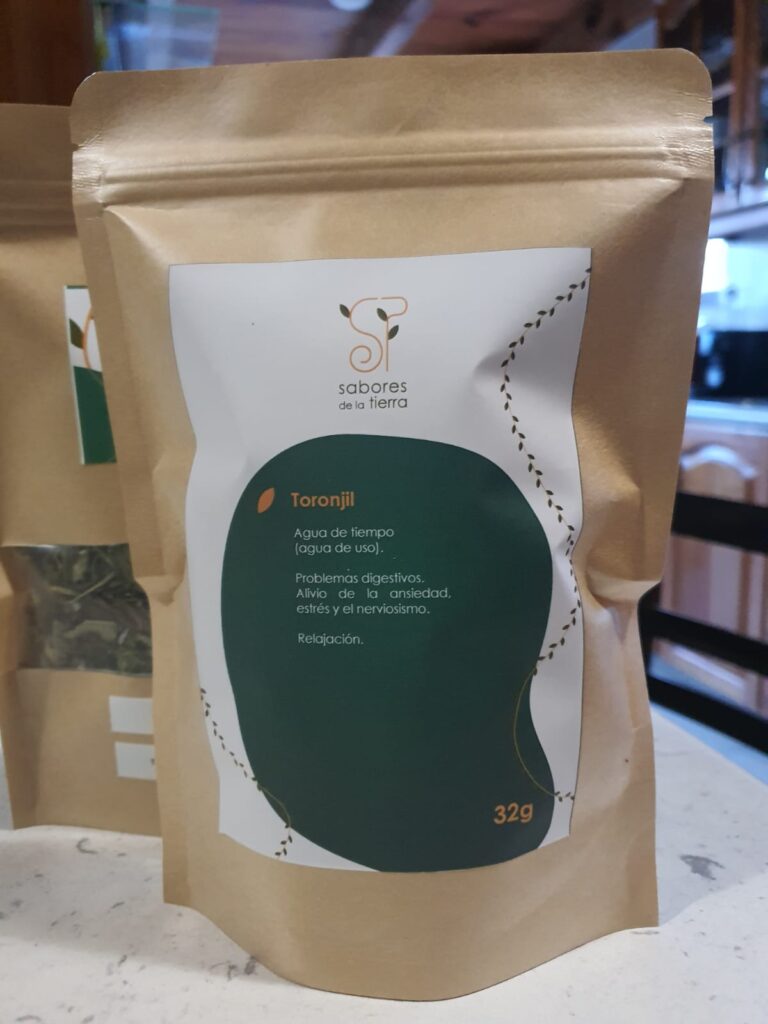 ST
sabores
de la tierra
Toronjil
Agua de tiempo
(agua de uso).
Problemas digestivos.
Alivio de la ansiedad,
estrés y el nerviosismo.
Relajación.
32g